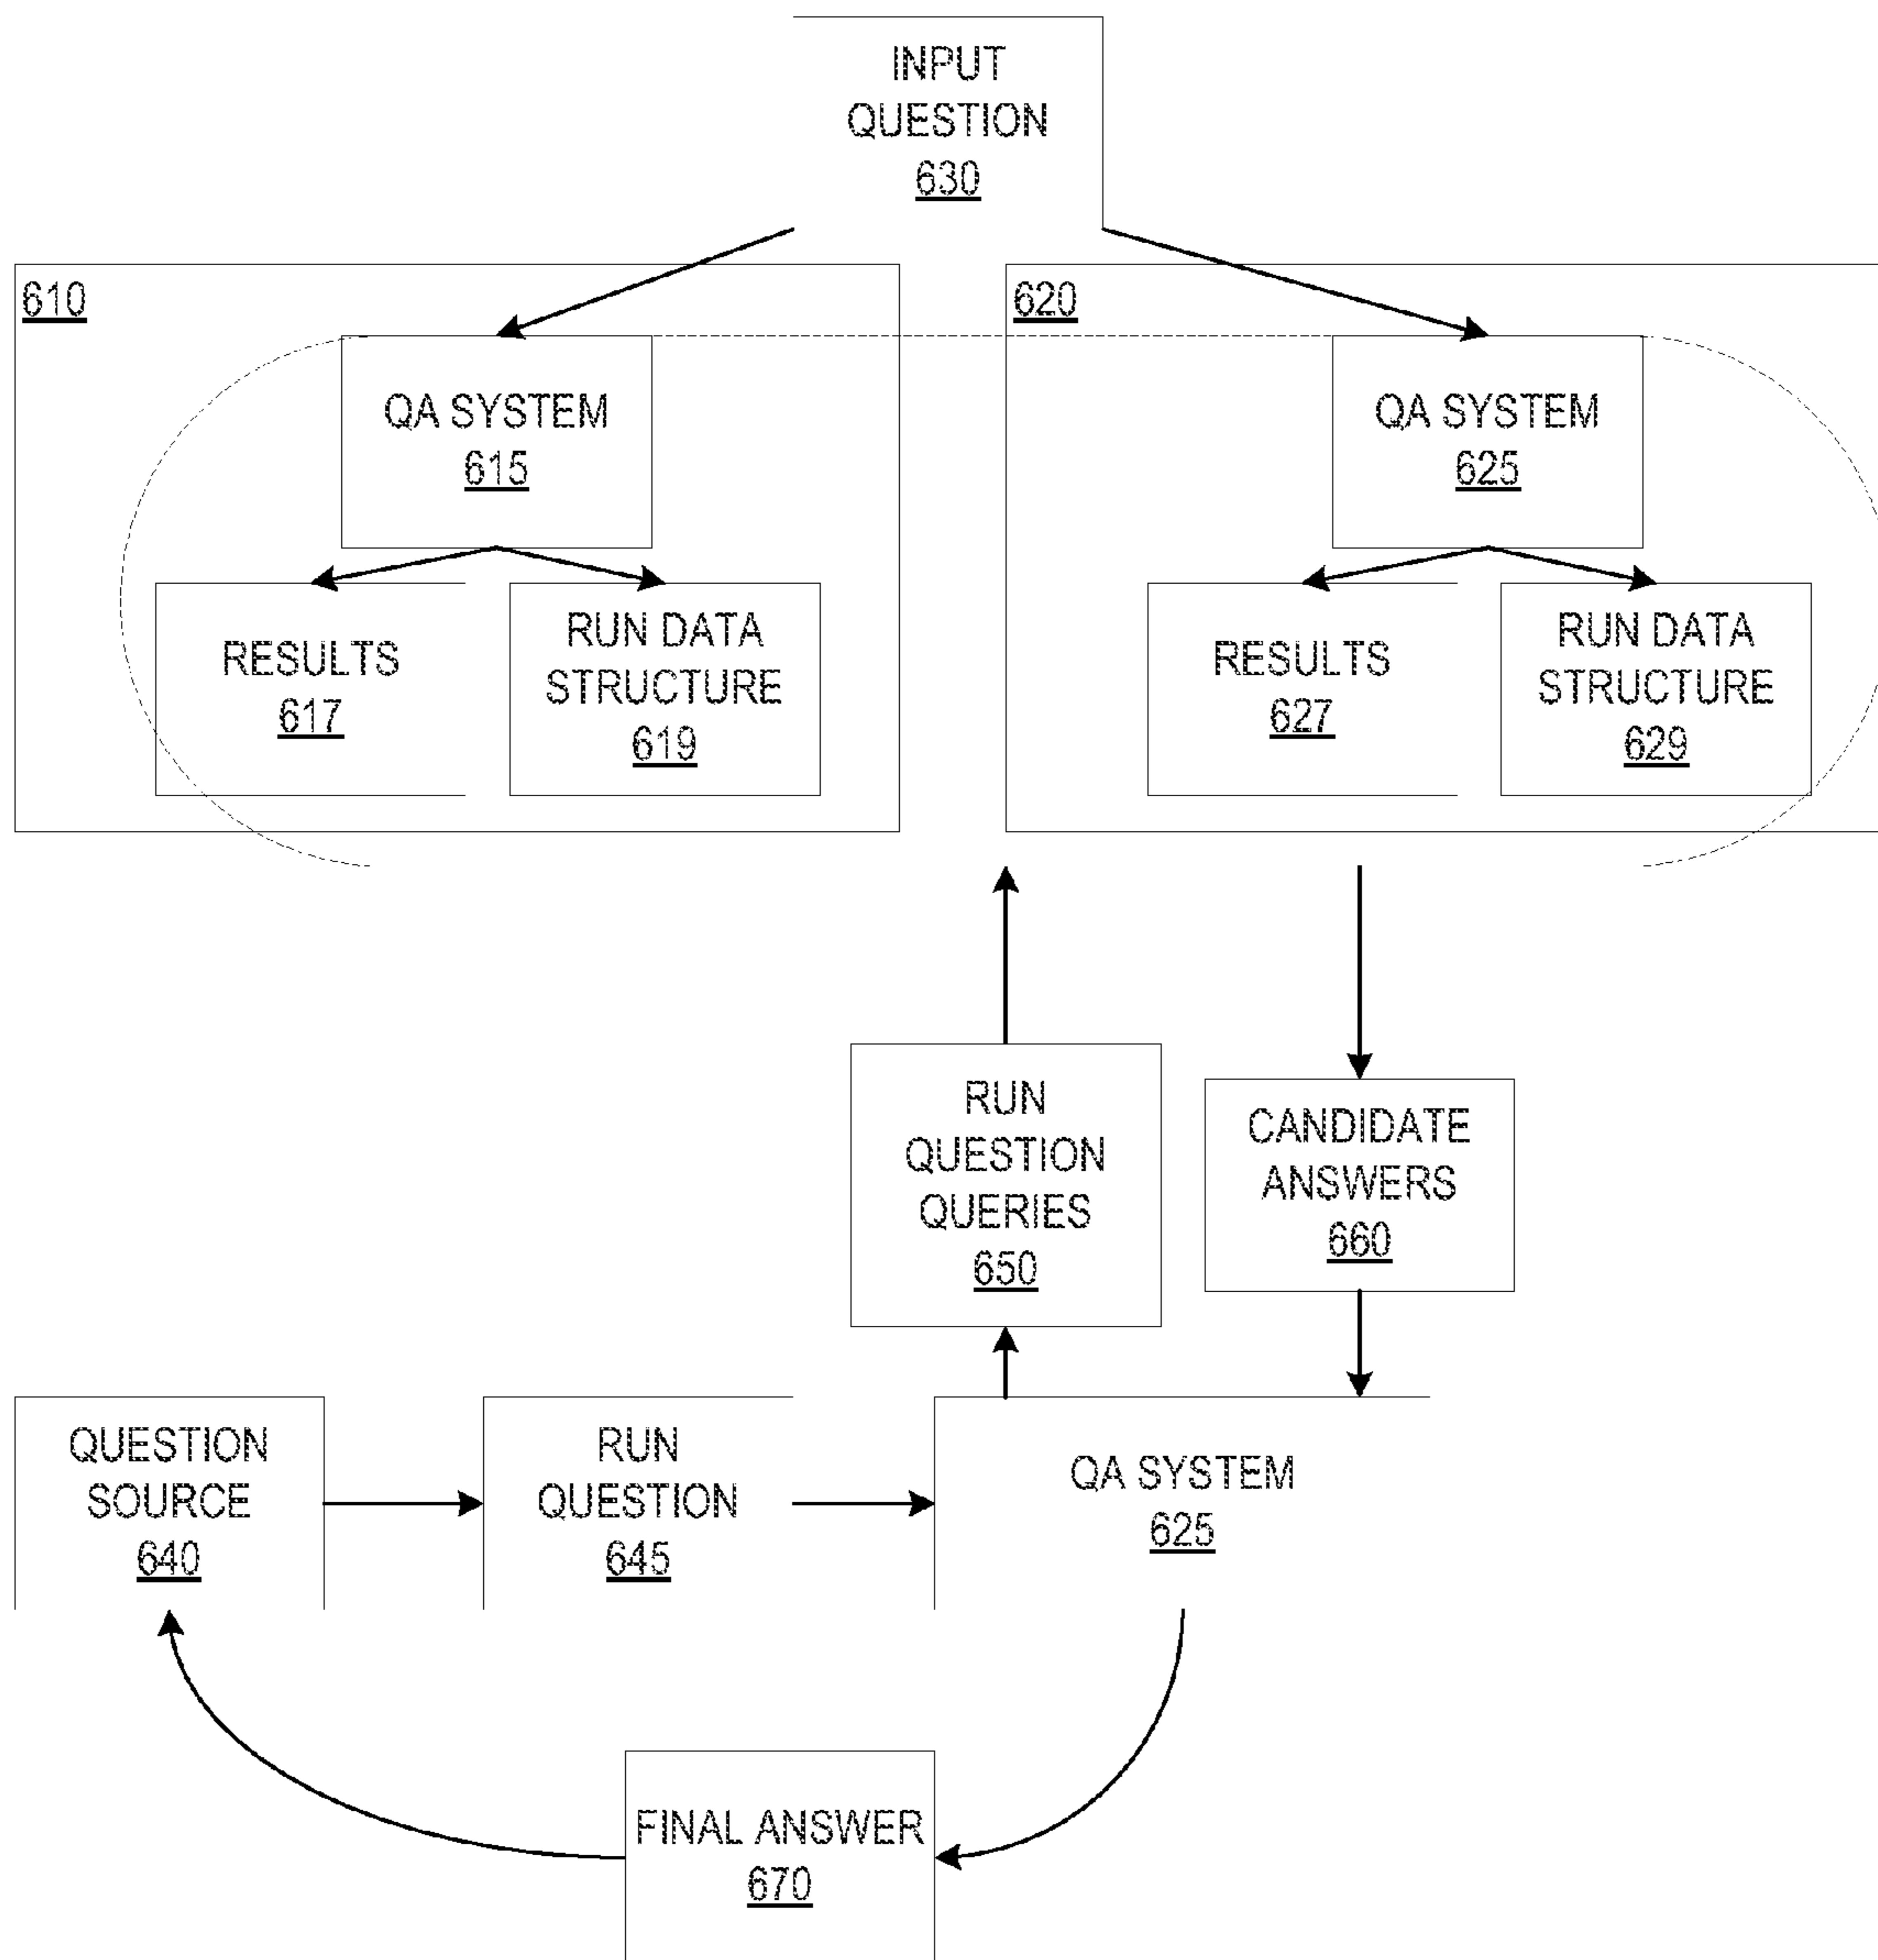 INPUT
QUESTION
630
610
620
QA SYSTEM
615
QA SYSTEM
625
RESULTS
617
RUN DATA
STRUCTURE
619
RESULTS
627
RUN DATA
STRUCTURE
629
RUN
QUESTION
QUERIES
650
CANDIDATE
ANSWERS
660
QUESTION
SOURCE
640
RUN
QUESTION
645
QA SYSTEM
625
FINAL ANSWER
670